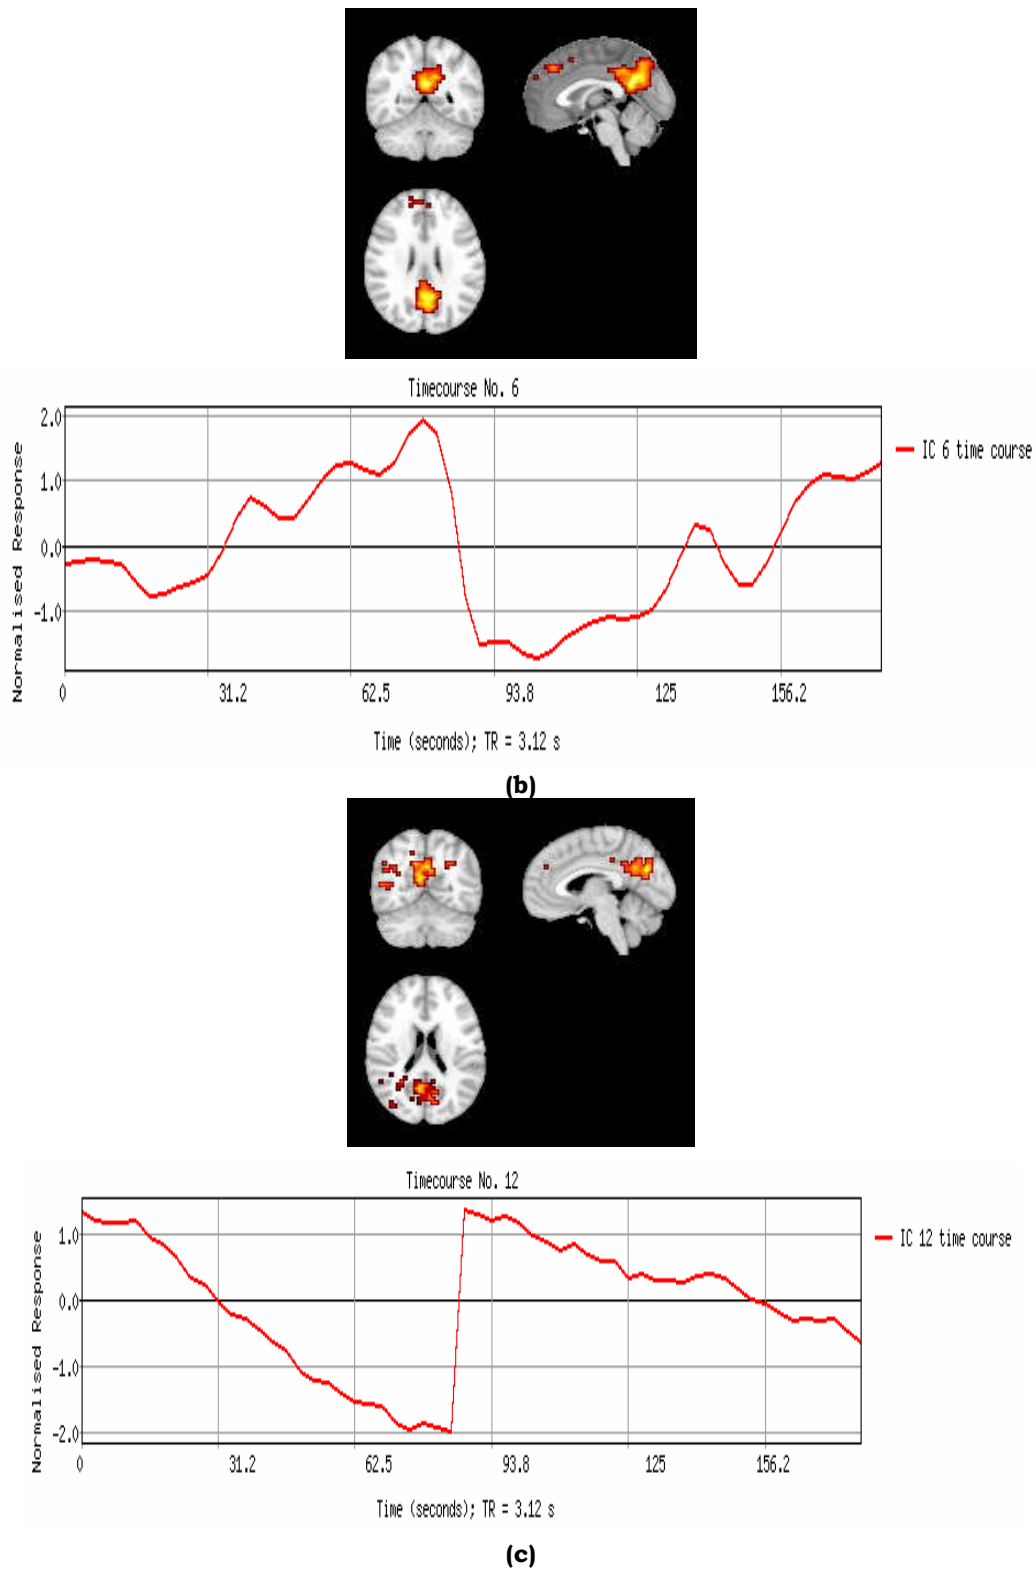 Timecourse No. 6
2.0
1.0
0.0
-1.0
Normalised Response
IC 6 time course
0 31.2 62.5 93.8 125 156.2
Time (seconds); TR = 3.12 s
(b)
Timecourse No. 12
1.0
0.0
-1.0
-2.0
Normalised Response
IC 12 time course
0 31.2 62.5 93.8 125 156.2
Time (seconds); TR = 3.12 s
(c)